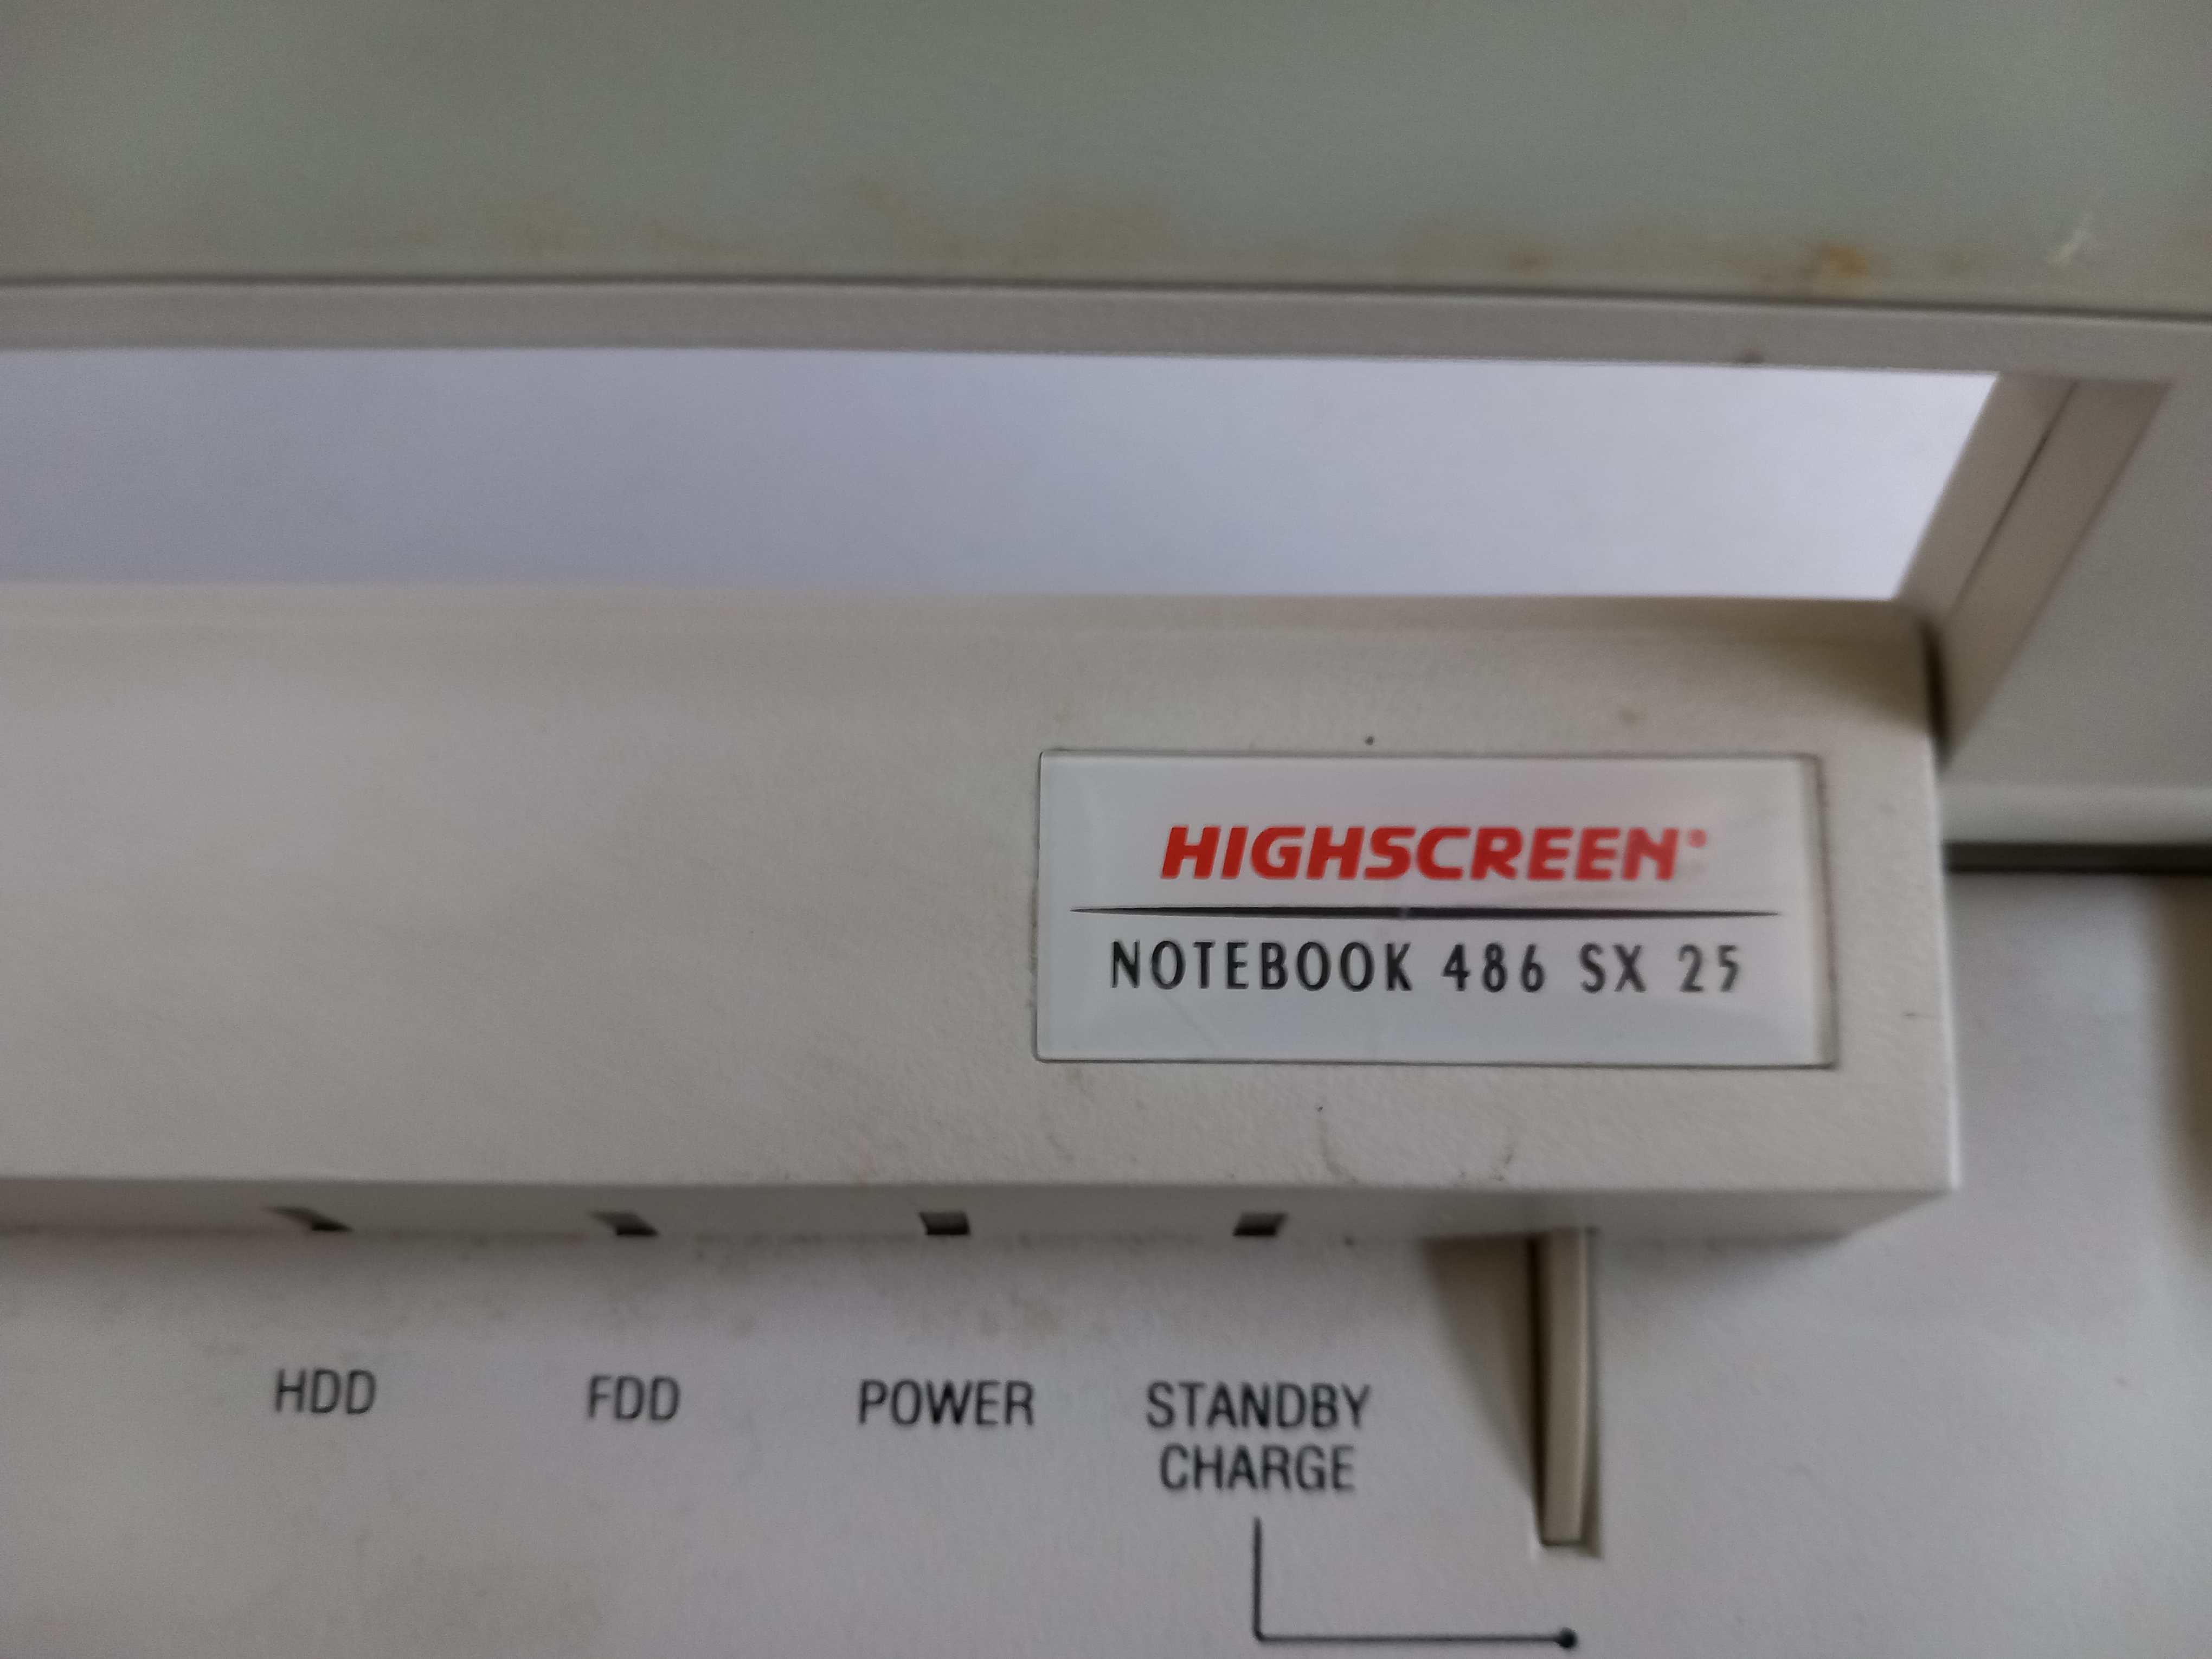 HIGHSCREEN®
NOTEBOOK 486 SX 25
HDD
FDD
POWER
STANDBY
CHARGE